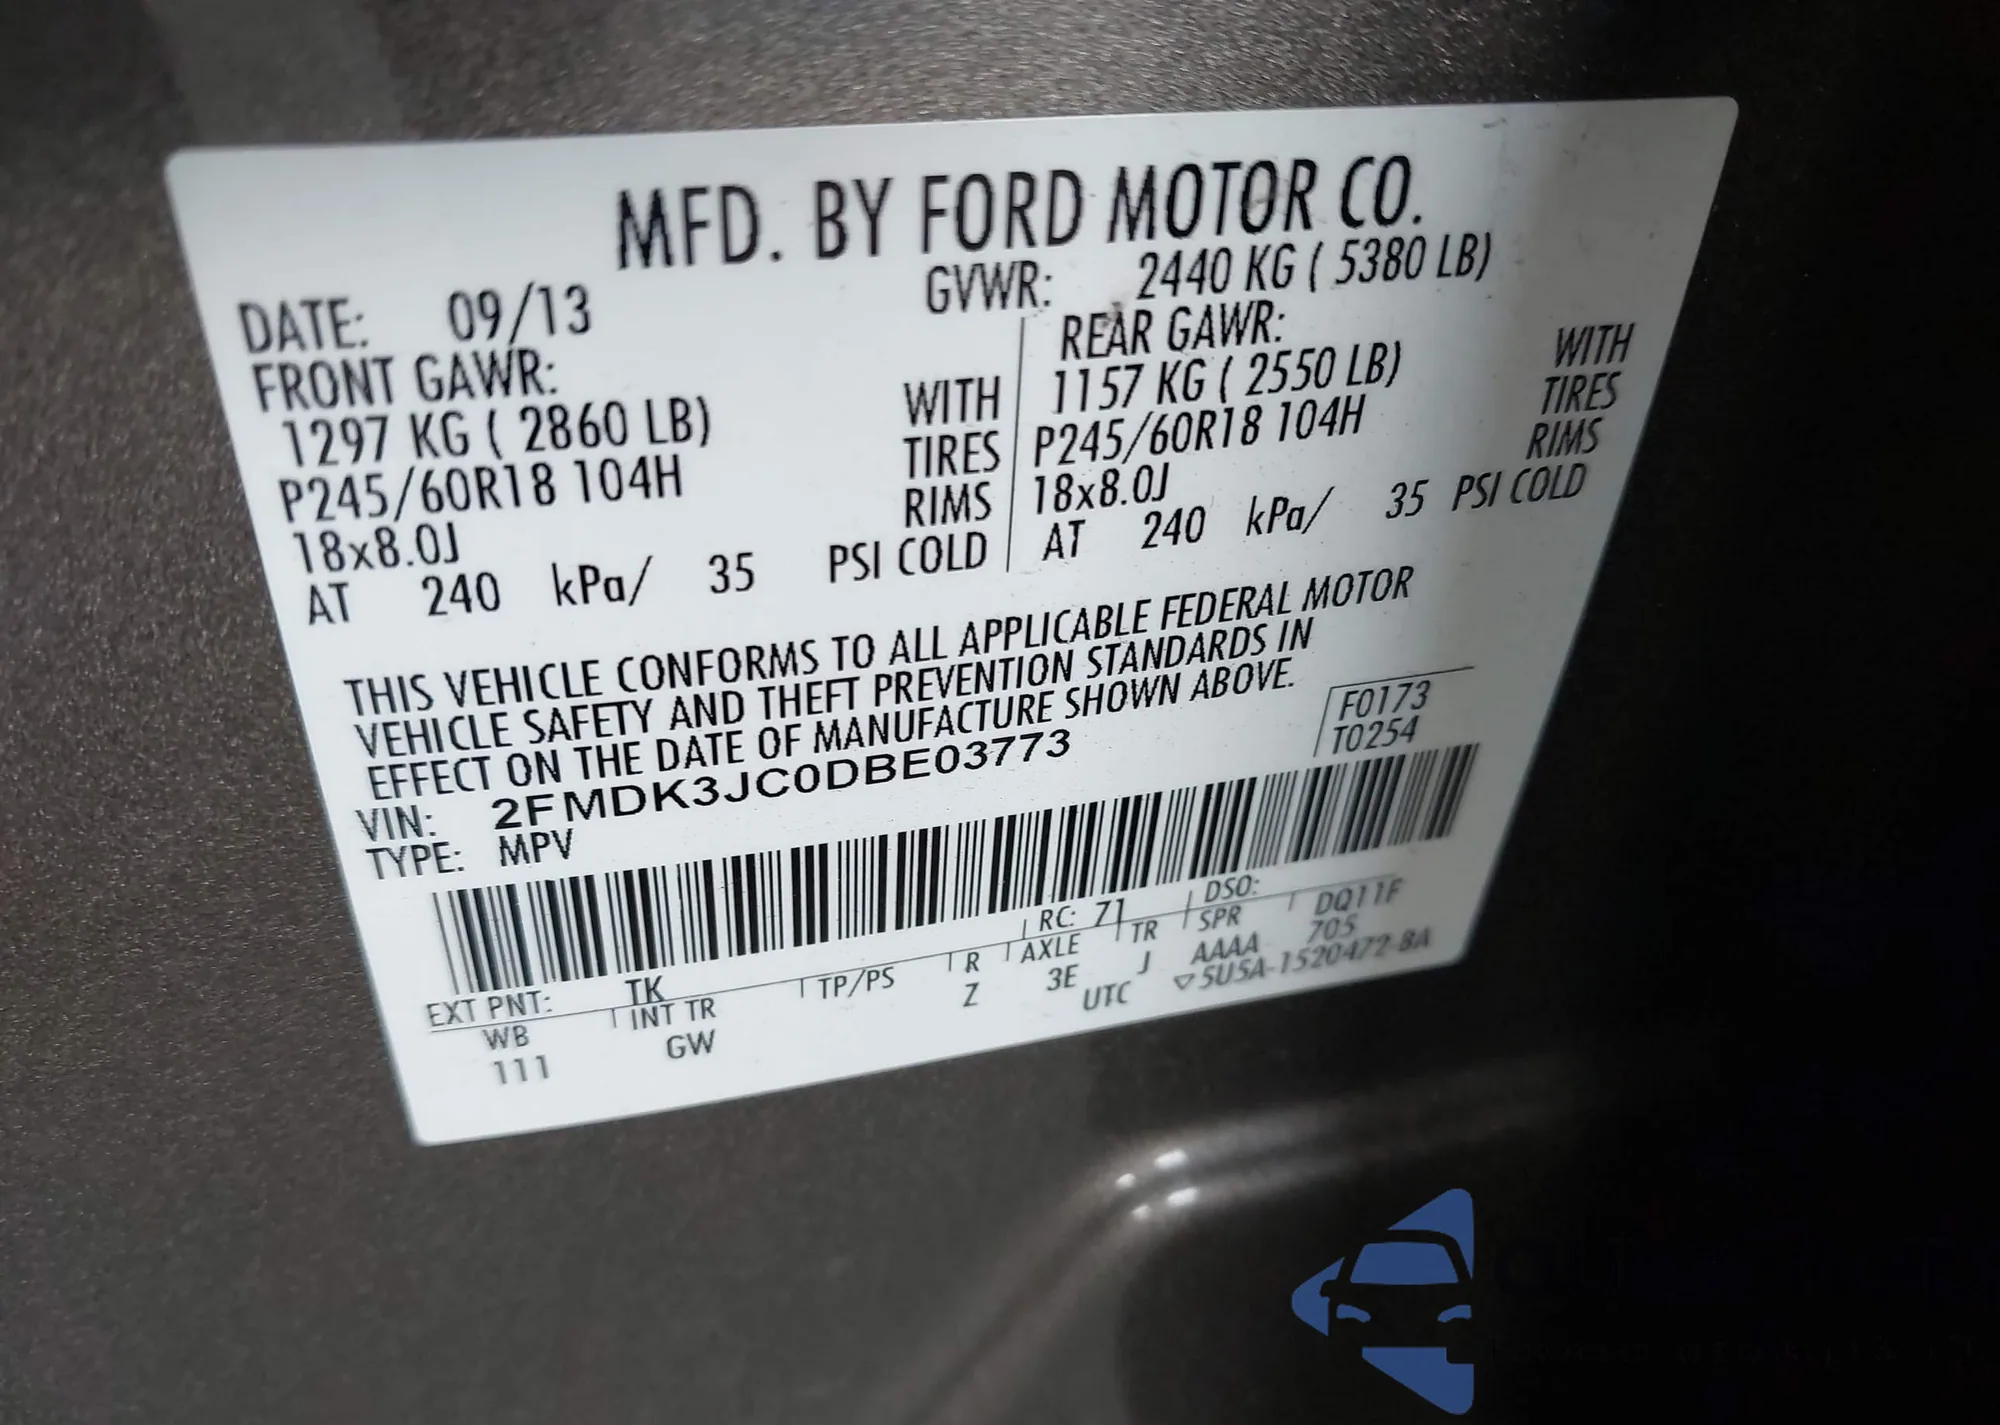 MFD. BY FORD MOTOR CO.
DATE: 09/13 GVWR: 2440 KG ( 5380 LB)
FRONT GAWR: REAR GAWR:
1297 KG ( 2860 LB) WITH 1157 KG ( 2550 LB) WITH
P245/60R18 104H TIRES P245/60R18 104H TIRES
18x8.0J RIMS 18x8.0J RIMS
AT 240 kPa/ 35 PSI COLD AT 240 kPa/ 35 PSI COLD
THIS VEHICLE CONFORMS TO ALL APPLICABLE FEDERAL MOTOR
VEHICLE SAFETY AND THEFT PREVENTION STANDARDS IN
EFFECT ON THE DATE OF MANUFACTURE SHOWN ABOVE.
F0173
T0254
VIN: 2FMDK3JC0DBE03773
TYPE: MPV
EXT PNT: TK RC: 71 DSO:
WB INT TR TP/PS R AXLE TR SPR DQ11F
111 GW Z 3E J AAAA 705
UTC ▽5U5A-1520472-8A